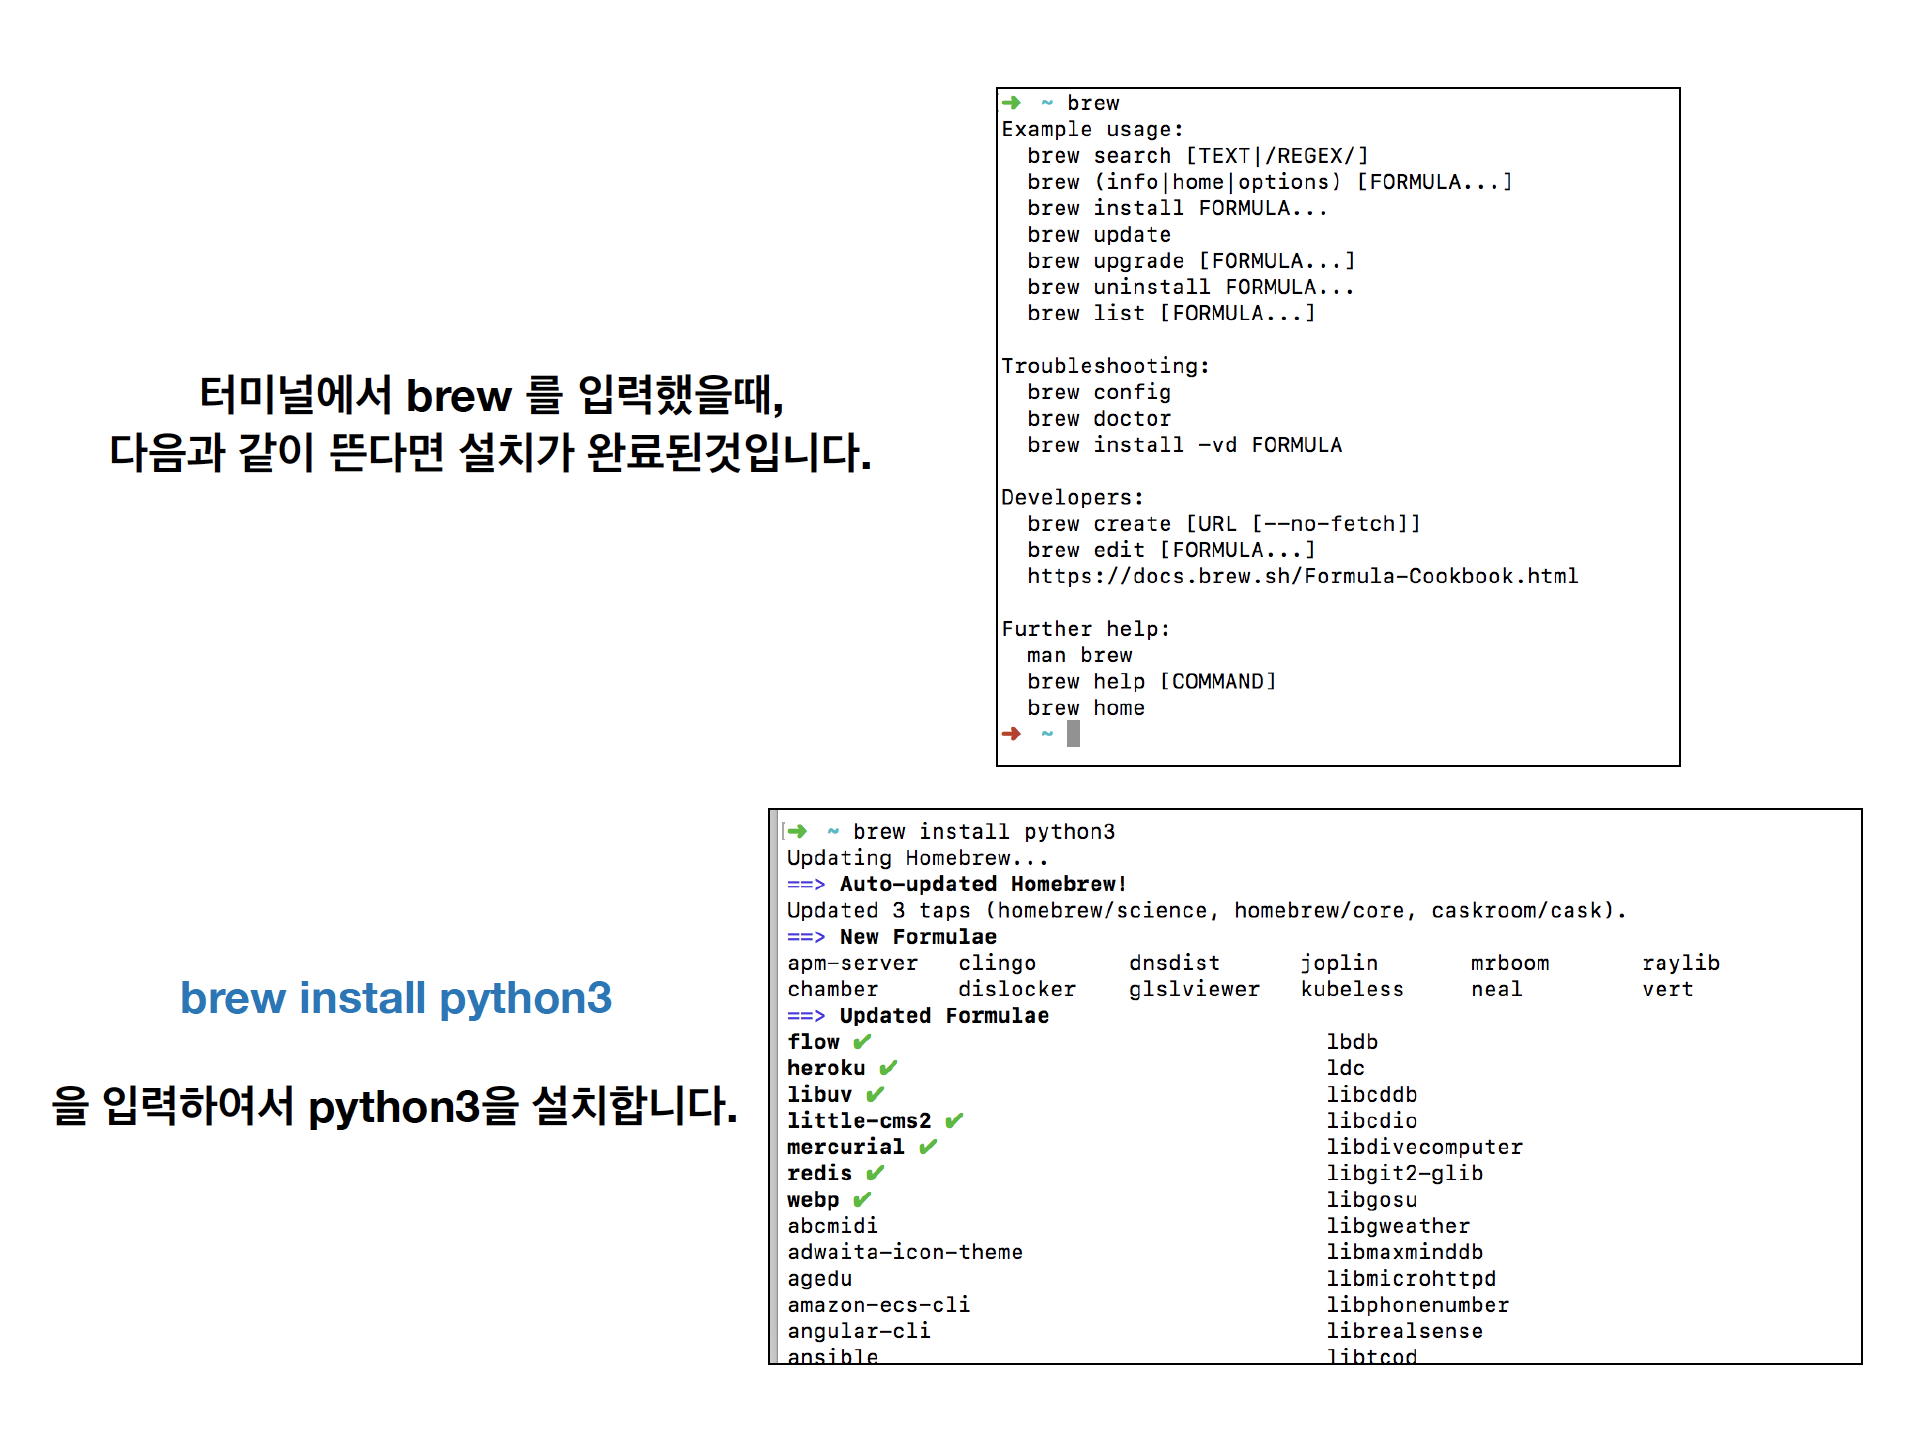 터미널에서 brew 를 입력했을때,
다음과 같이 뜬다면 설치가 완료된것입니다.
➜ ~ brew
Example usage:
  brew search [TEXT|/REGEX/]
  brew (info|home|options) [FORMULA...]
  brew install FORMULA...
  brew update
  brew upgrade [FORMULA...]
  brew uninstall FORMULA...
  brew list [FORMULA...]

Troubleshooting:
  brew config
  brew doctor
  brew install -vd FORMULA

Developers:
  brew create [URL [--no-fetch]]
  brew edit [FORMULA...]
  https://docs.brew.sh/Formula-Cookbook.html

Further help:
  man brew
  brew help [COMMAND]
  brew home
➜ ~
brew install python3
을 입력하여서 python3을 설치합니다.
➜ ~ brew install python3
Updating Homebrew...
==> Auto-updated Homebrew!
Updated 3 taps (homebrew/science, homebrew/core, caskroom/cask).
==> New Formulae
apm-server clingo dnsdist joplin mrboom raylib
chamber dislocker glslviewer kubeless neal vert
==> Updated Formulae
flow ✔ lbdb
heroku ✔ ldc
libuv ✔ libcddb
little-cms2 ✔ libcdio
mercurial ✔ libdivecomputer
redis ✔ libgit2-glib
webp ✔ libgosu
abcmidi libgweather
adwaita-icon-theme libmaxminddb
agedu libmicrohttpd
amazon-ecs-cli libphonenumber
angular-cli librealsense
ansible libtcod